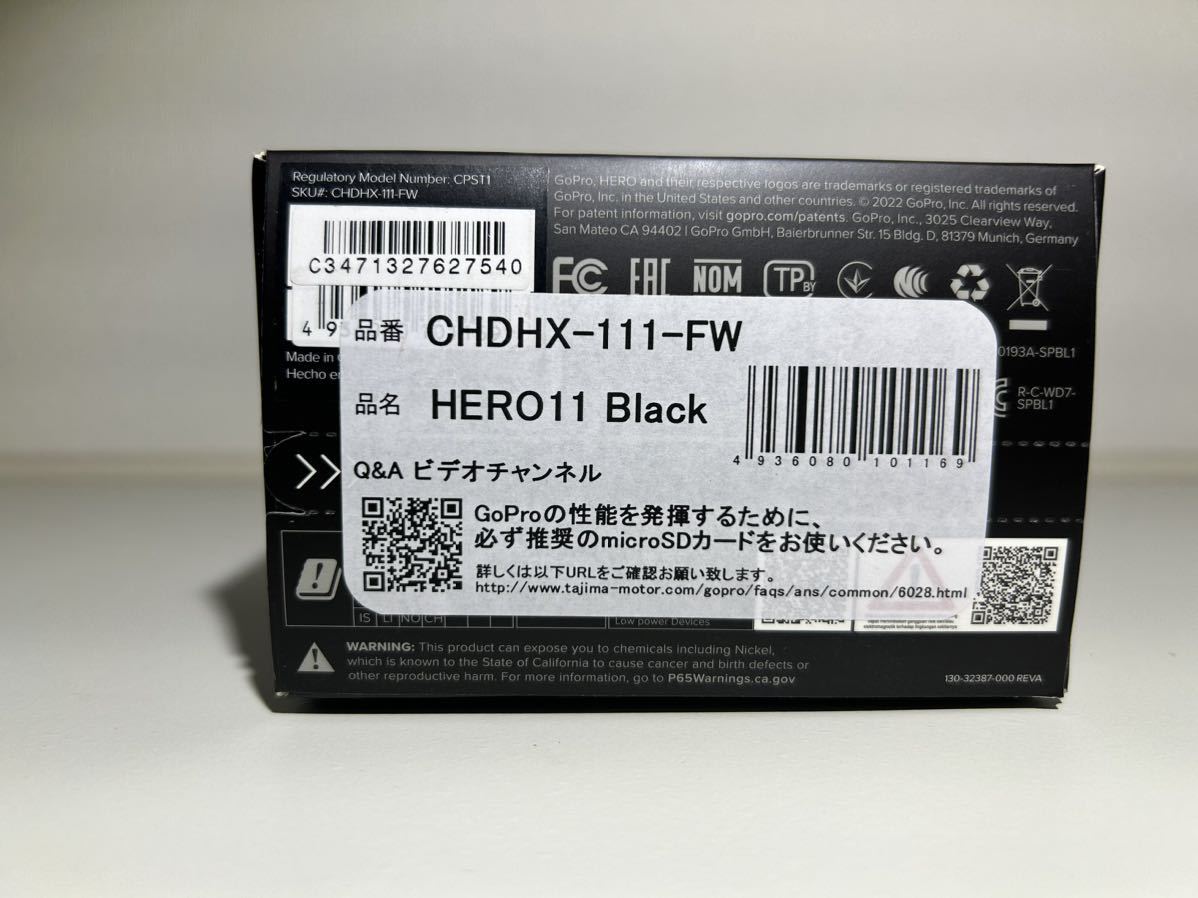 Regulatory Model Number: CPST1
SKU#: CHDHX-111-FW
C3471327627540
49
Made in
Hecho en
GoPro, HERO and their respective logos are trademarks or registered trademarks of
GoPro, Inc. in the United States and other countries. © 2022 GoPro, Inc. All rights reserved.
For patent information, visit gopro.com/patents. GoPro, Inc., 3025 Clearview Way,
San Mateo CA 94402 | GoPro GmbH, Baierbrunner Str. 15 Bldg. D, 81379 Munich, Germany
FC EAC NOM TP BY
0193A-SPBL1
R-C-WD7-
SPBL1
品番 CHDHX-111-FW
品名 HERO11 Black
4 936080 101169
Q&A ビデオチャンネル
GoProの性能を発揮するために、
必ず推奨のmicroSDカードをお使いください。
詳しくは以下URLをご確認お願い致します。
http://www.tajima-motor.com/gopro/faqs/ans/common/6028.html
IS LI NO CH
Low power Devices
WARNING: This product can expose you to chemicals including Nickel,
which is known to the State of California to cause cancer and birth defects or
other reproductive harm. For more information, go to P65Warnings.ca.gov
130-32387-000 REVA